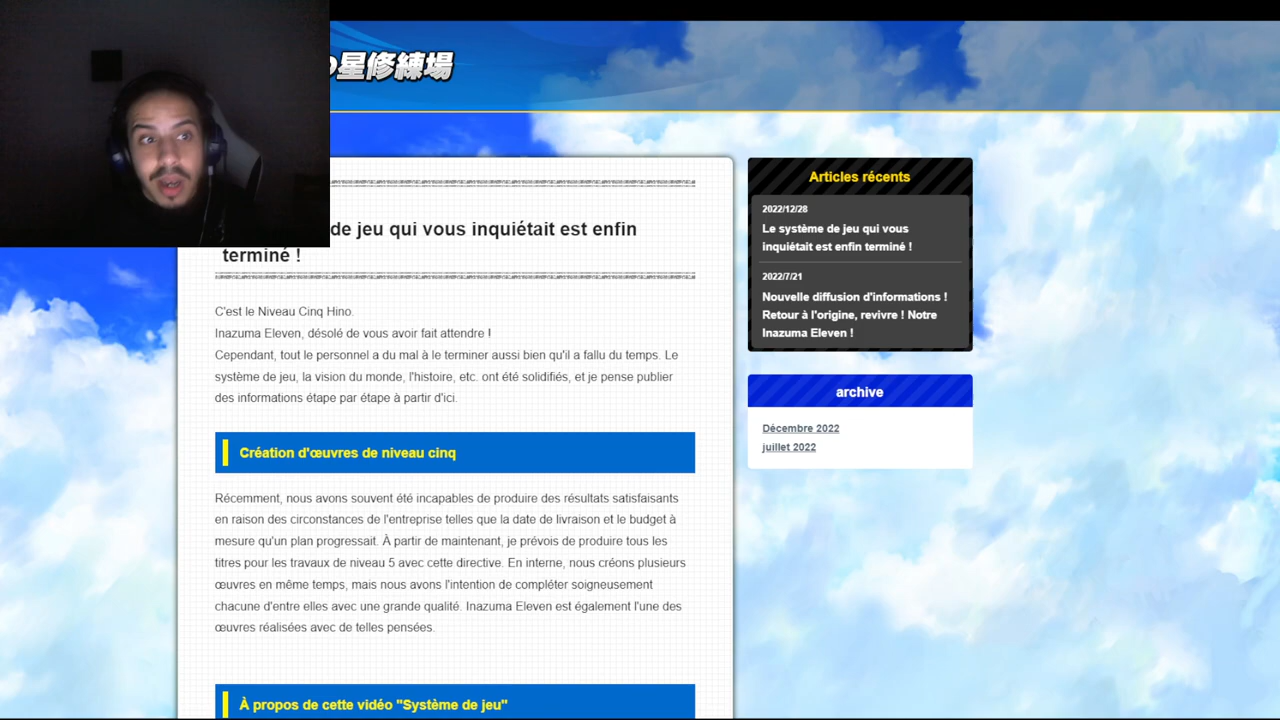 星修練場
de jeu qui vous inquiétait est enfin
terminé !
C'est le Niveau Cinq Hino.
Inazuma Eleven, désolé de vous avoir fait attendre !
Cependant, tout le personnel a du mal à le terminer aussi bien qu'il a fallu du temps. Le
système de jeu, la vision du monde, l'histoire, etc. ont été solidifiés, et je pense publier
des informations étape par étape à partir d'ici.
Création d'œuvres de niveau cinq
Récemment, nous avons souvent été incapables de produire des résultats satisfaisants
en raison des circonstances de l'entreprise telles que la date de livraison et le budget à
mesure qu'un plan progressait. À partir de maintenant, je prévois de produire tous les
titres pour les travaux de niveau 5 avec cette directive. En interne, nous créons plusieurs
œuvres en même temps, mais nous avons l'intention de compléter soigneusement
chacune d'entre elles avec une grande qualité. Inazuma Eleven est également l'une des
œuvres réalisées avec de telles pensées.
À propos de cette vidéo "Système de jeu"
Articles récents
2022/12/28
Le système de jeu qui vous
inquiétait est enfin terminé !
2022/7/21
Nouvelle diffusion d'informations !
Retour à l'origine, revivre ! Notre
Inazuma Eleven !
archive
Décembre 2022
juillet 2022